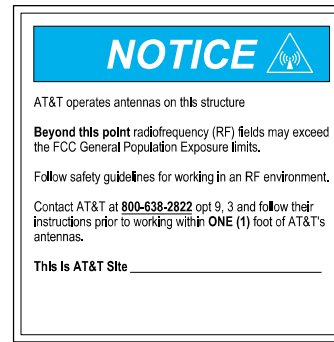 NOTICE
AT&T operates antennas on this structure
Beyond this point radiofrequency (RF) fields may exceed
the FCC General Population Exposure limits.
Follow safety guidelines for working in an RF environment.
Contact AT&T at 800-638-2822 opt 9, 3 and follow their
instructions prior to working within ONE (1) foot of AT&T's
antennas.
This is AT&T Site